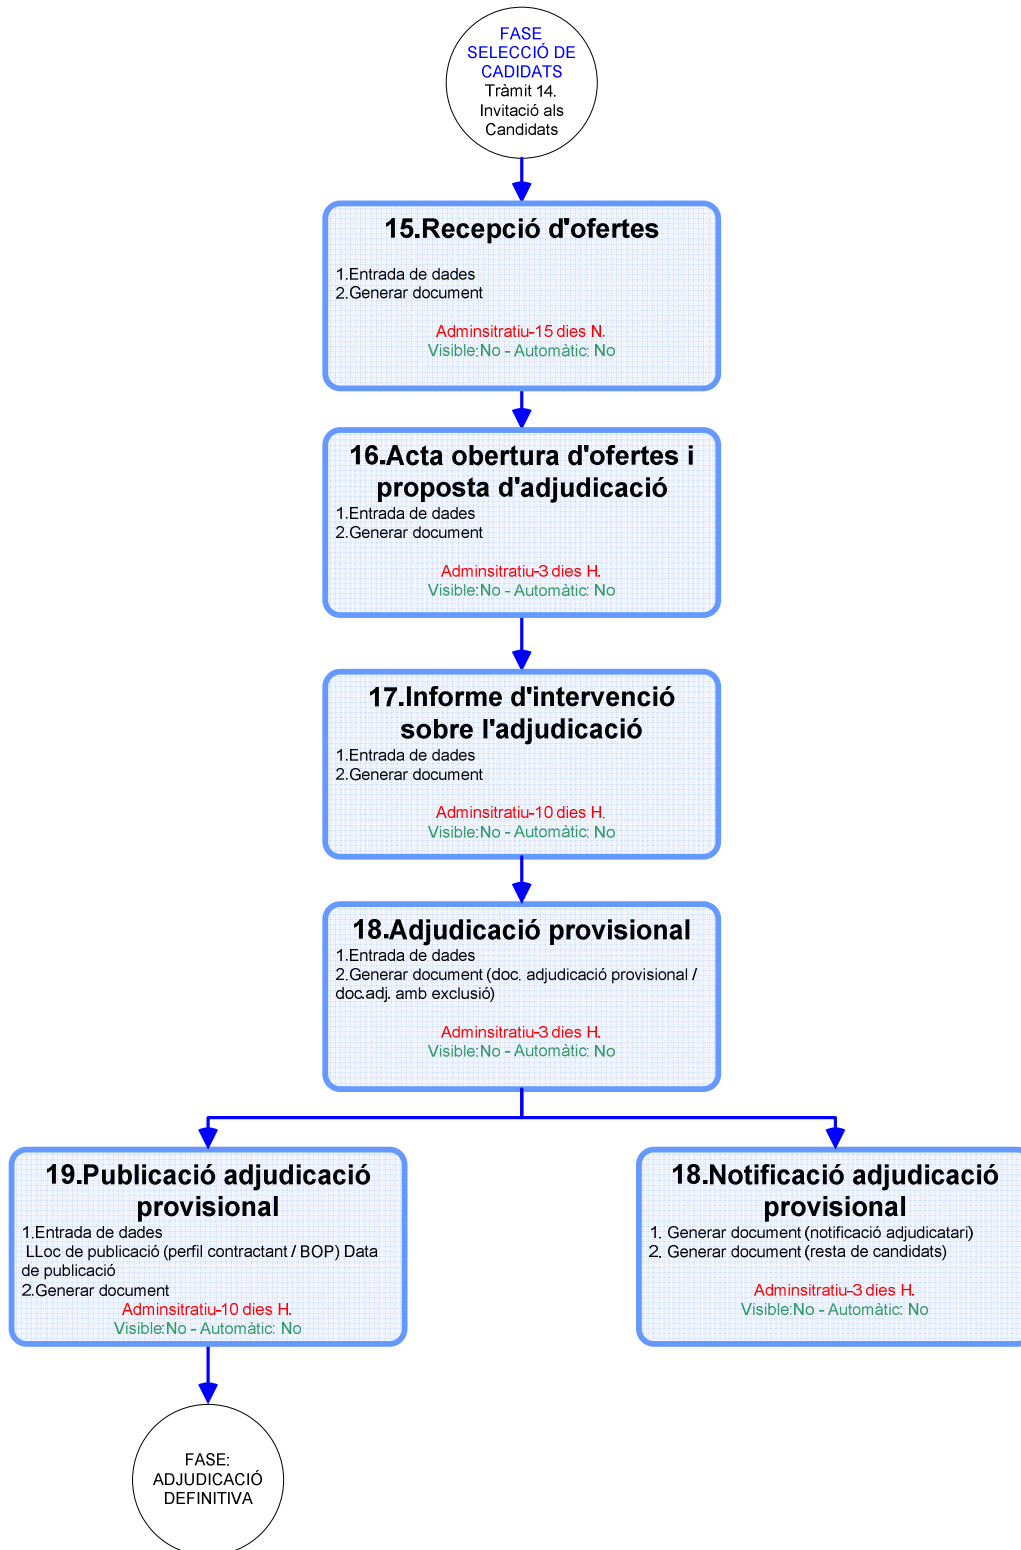 FASE
SELECCIÓ DE
CADIDATS
Tràmit 14.
Invitació als
Candidats
15.Recepció d'ofertes
1.Entrada de dades
2.Generar document
Adminsitratiu-15 dies N.
Visible:No - Automàtic: No
16.Acta obertura d'ofertes i
proposta d'adjudicació
1.Entrada de dades
2.Generar document
Adminsitratiu-3 dies H.
Visible:No - Automàtic: No
17.Informe d'intervenció
sobre l'adjudicació
1.Entrada de dades
2.Generar document
Adminsitratiu-10 dies H.
Visible:No - Automàtic: No
18.Adjudicació provisional
1.Entrada de dades
2.Generar document (doc. adjudicació provisional /
doc.adj. amb exclusió)
Adminsitratiu-3 dies H.
Visible:No - Automàtic: No
19.Publicació adjudicació
provisional
1.Entrada de dades
LLoc de publicació (perfil contractant / BOP) Data
de publicació
2.Generar document
Adminsitratiu-10 dies H.
Visible:No - Automàtic: No
18.Notificació adjudicació
provisional
1. Generar document (notificació adjudicatari)
2. Generar document (resta de candidats)
Adminsitratiu-3 dies H.
Visible:No - Automàtic: No
FASE:
ADJUDICACIÓ
DEFINITIVA